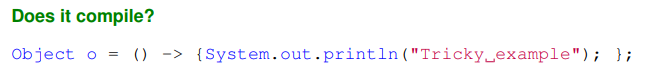 Does it compile?
Object o = () -> {System.out.println("Tricky␣example"); };